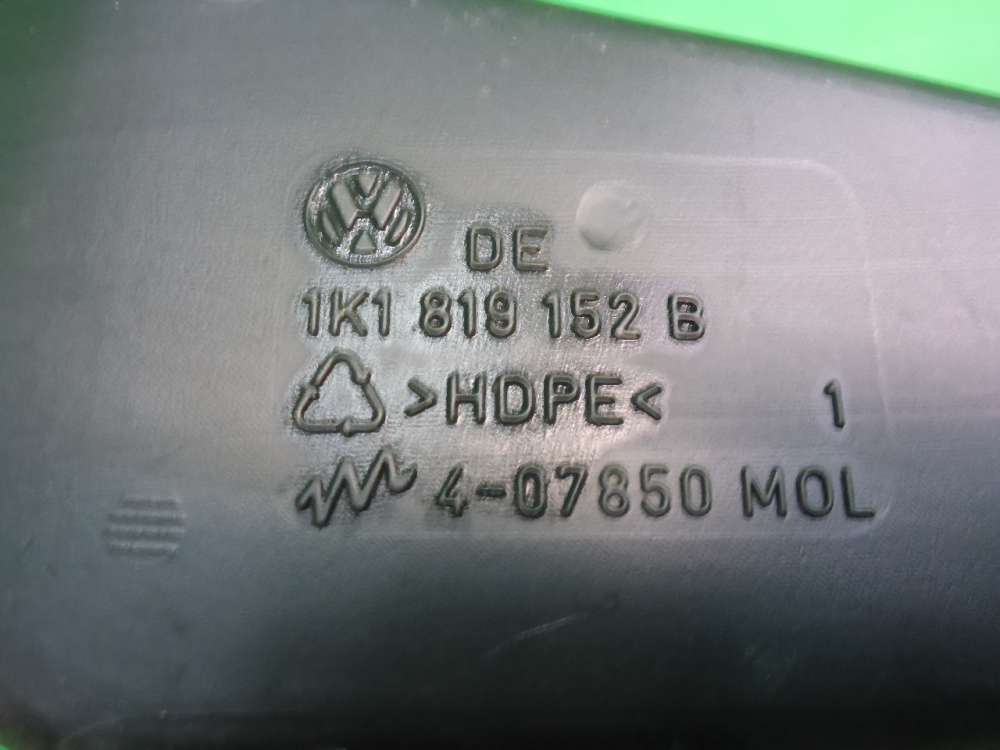 DE
1K1 819 152 B
>HDPE< 1
4-07850 MOL